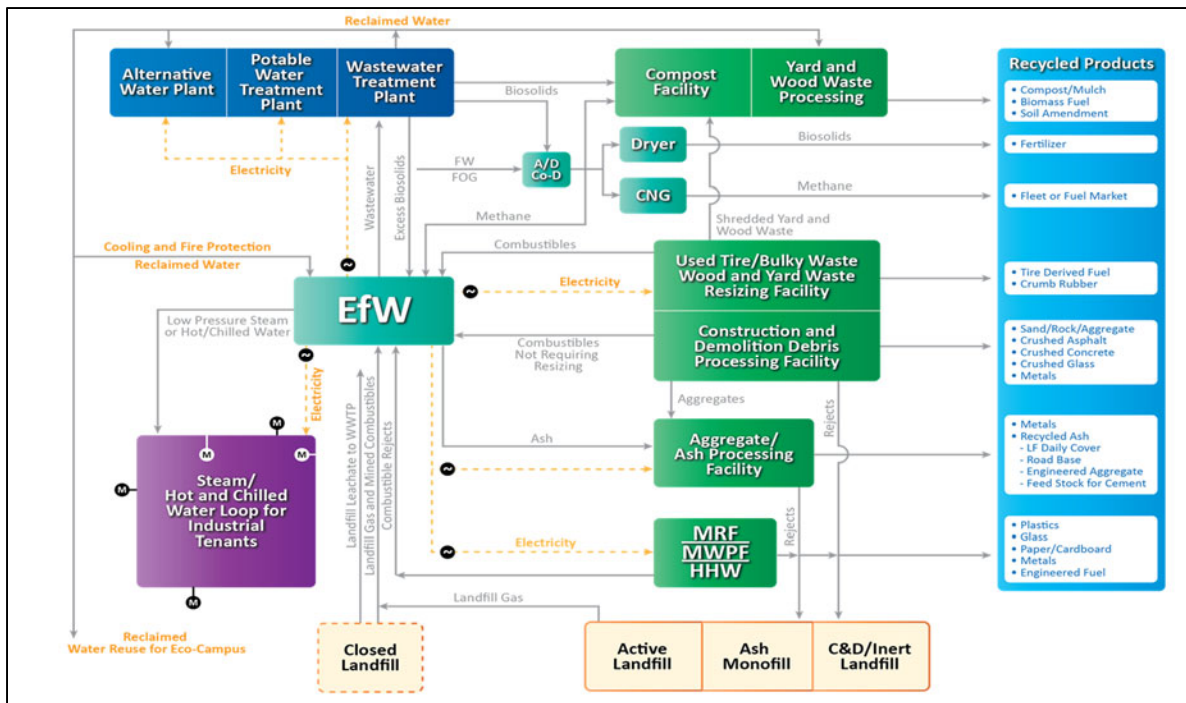 Reclaimed Water
Alternative
Water Plant
Potable
Water
Treatment
Plant
Wastewater
Treatment
Plant
Compost
Facility
Yard and
Wood Waste
Processing
Recycled Products
• Compost/Mulch
• Biomass Fuel
• Soil Amendment
Biosolids
Dryer
Biosolids
• Fertilizer
Electricity
FW
FOG
A/D
Co-D
CNG
Methane
• Fleet or Fuel Market
Wastewater
Excess Biosolids
Methane
Shredded Yard and
Wood Waste
Cooling and Fire Protection
Reclaimed Water
Combustibles
Used Tire/Bulky Waste
Wood and Yard Waste
Resizing Facility
• Tire Derived Fuel
• Crumb Rubber
~
~
Electricity
EfW
Low Pressure Steam
or Hot/Chilled Water
Combustibles
Not Requiring
Resizing
Construction and
Demolition Debris
Processing Facility
• Sand/Rock/Aggregate
• Crushed Asphalt
• Crushed Concrete
• Crushed Glass
• Metals
~
~
Electricity
Aggregates
Rejects
Landfill Leachate to WWTP
Landfill Gas and Mined Combustibles
Combustible Rejects
Ash
Aggregate/
Ash Processing
Facility
• Metals
• Recycled Ash
- LF Daily Cover
- Road Base
- Engineered Aggregate
- Feed Stock for Cement
M
M
M
M
M
Steam/
Hot and Chilled
Water Loop for
Industrial
Tenants
~
~
Electricity
MRF
MWPF
HHW
Rejects
• Plastics
• Glass
• Paper/Cardboard
• Metals
• Engineered Fuel
Landfill Gas
Reclaimed
Water Reuse for Eco-Campus
Closed
Landfill
Active
Landfill
Ash
Monofill
C&D/Inert
Landfill